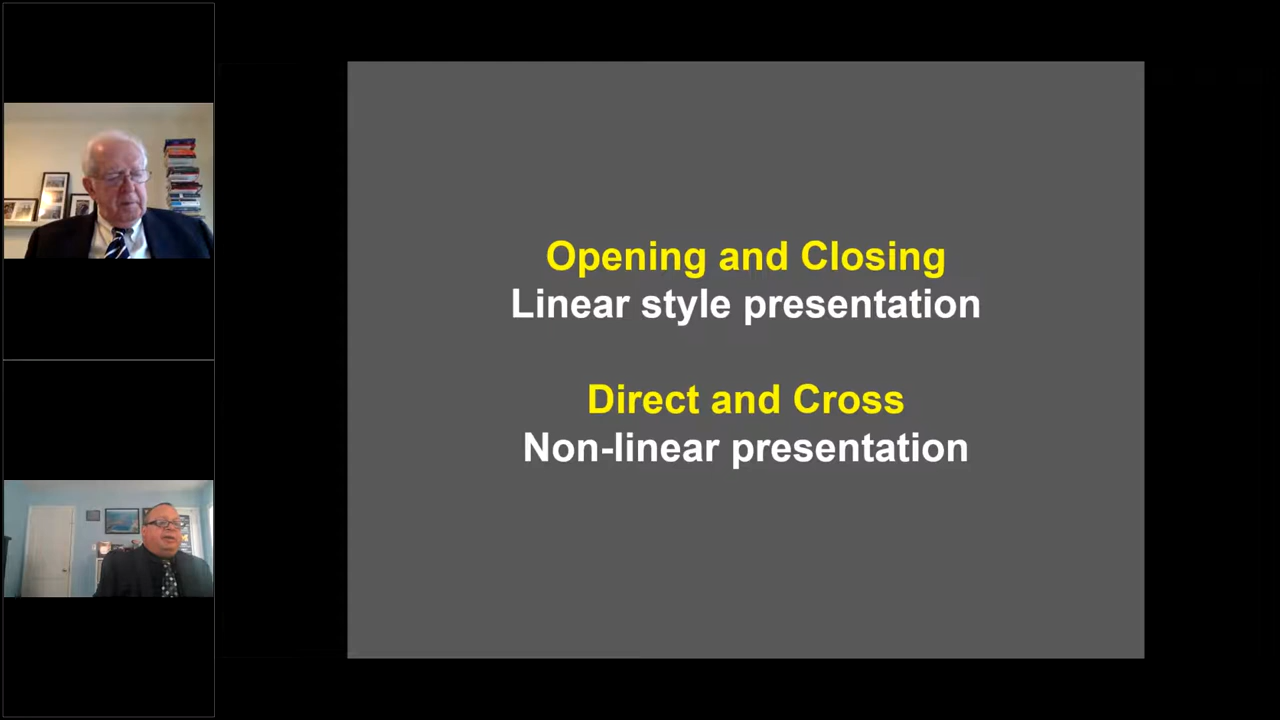 Opening and Closing
Linear style presentation
Direct and Cross
Non-linear presentation